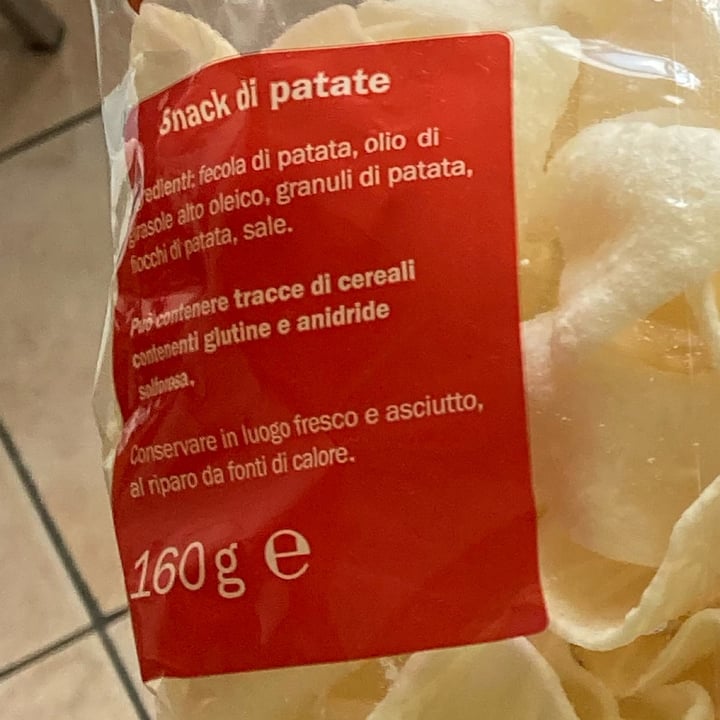 Snack di patate
Ingredienti: fecola di patata, olio di
girasole alto oleico, granuli di patata,
fiocchi di patata, sale.
Può contenere tracce di cereali
contenenti glutine e anidride
solforosa.
Conservare in luogo fresco e asciutto,
al riparo da fonti di calore.
160 g e